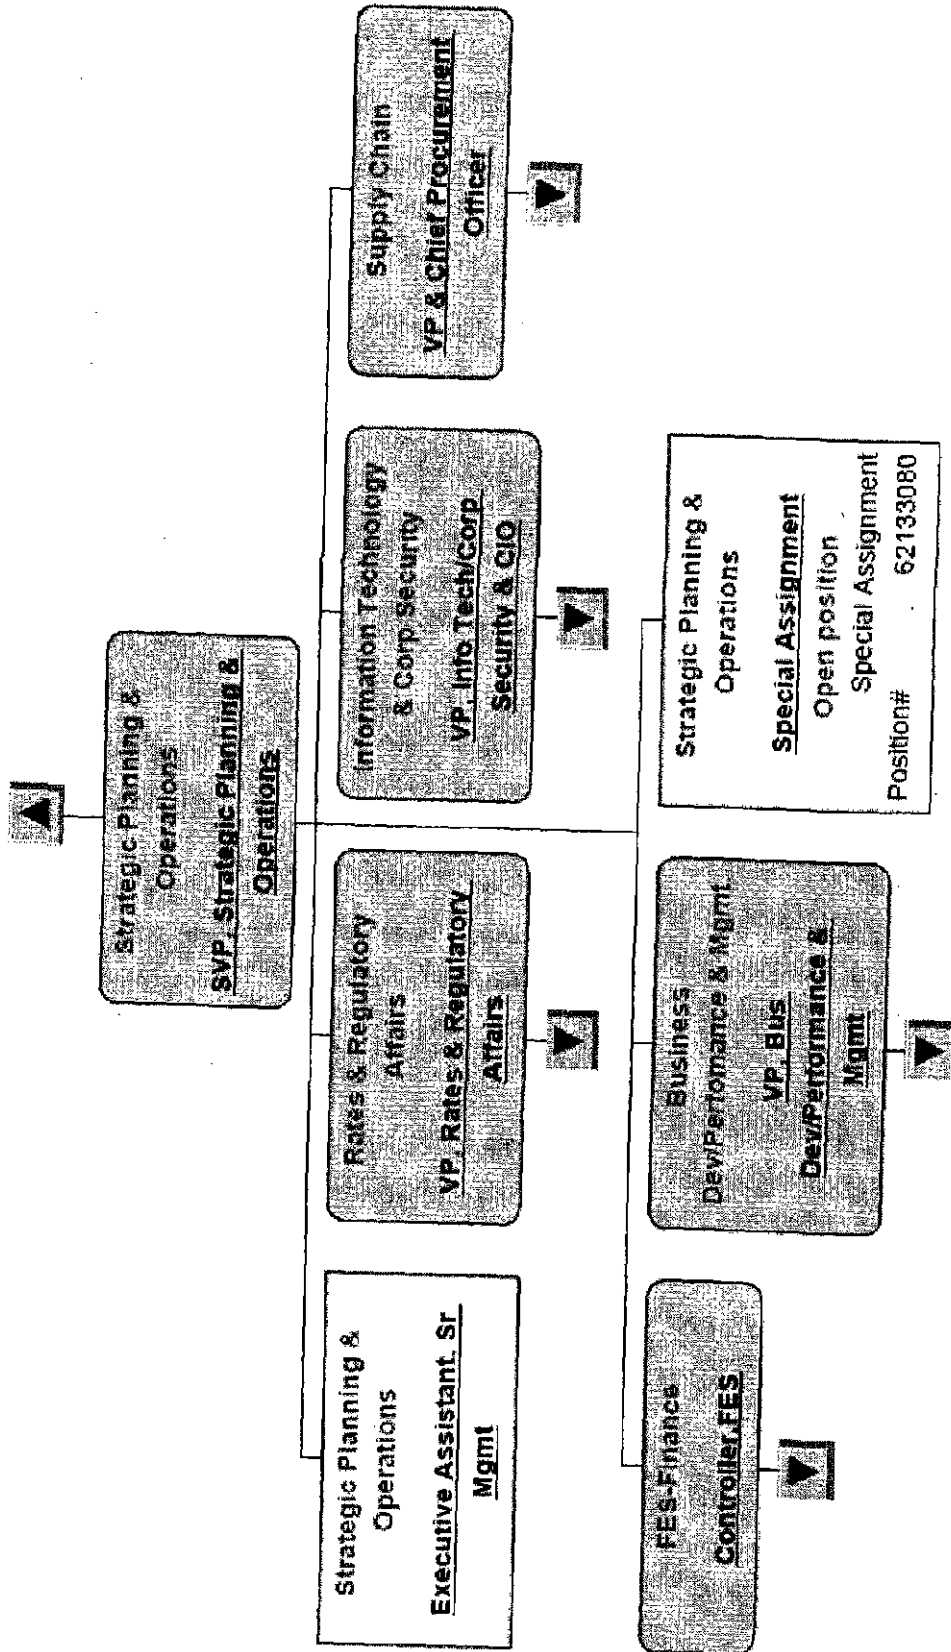 Strategic Planning &
Operations
SVP, Strategic Planning &
Operations
Strategic Planning &
Operations
Executive Assistant, Sr
Mgmt
Rates & Regulatory
Affairs
VP, Rates & Regulatory
Affairs
Information Technology
& Corp Security
VP, Info Tech/Corp
Security & CIO
Supply Chain
VP & Chief Procurement
Officer
FES-Finance
Controller,FES
Business
Dev/Perfomance & Mgmt
VP, Bus
Dev/Performance &
Mgmt
Strategic Planning &
Operations
Special Assignment
Open position
Special Assignment
Position# 62133080